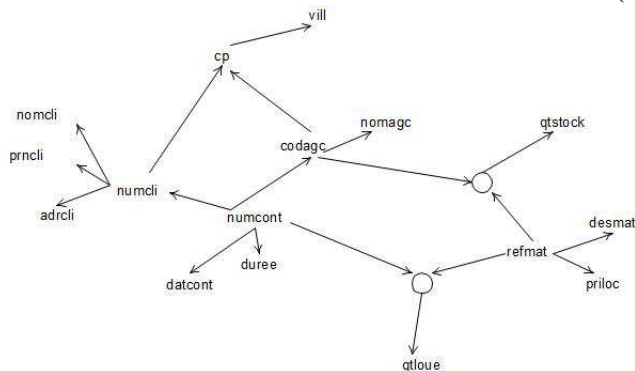 vill
cp
nomcli
nomagc
qtstock
codagc
prncli
numcli
adrcli
numcont
desmat
refmat
duree
datcont
priloc
qtloue